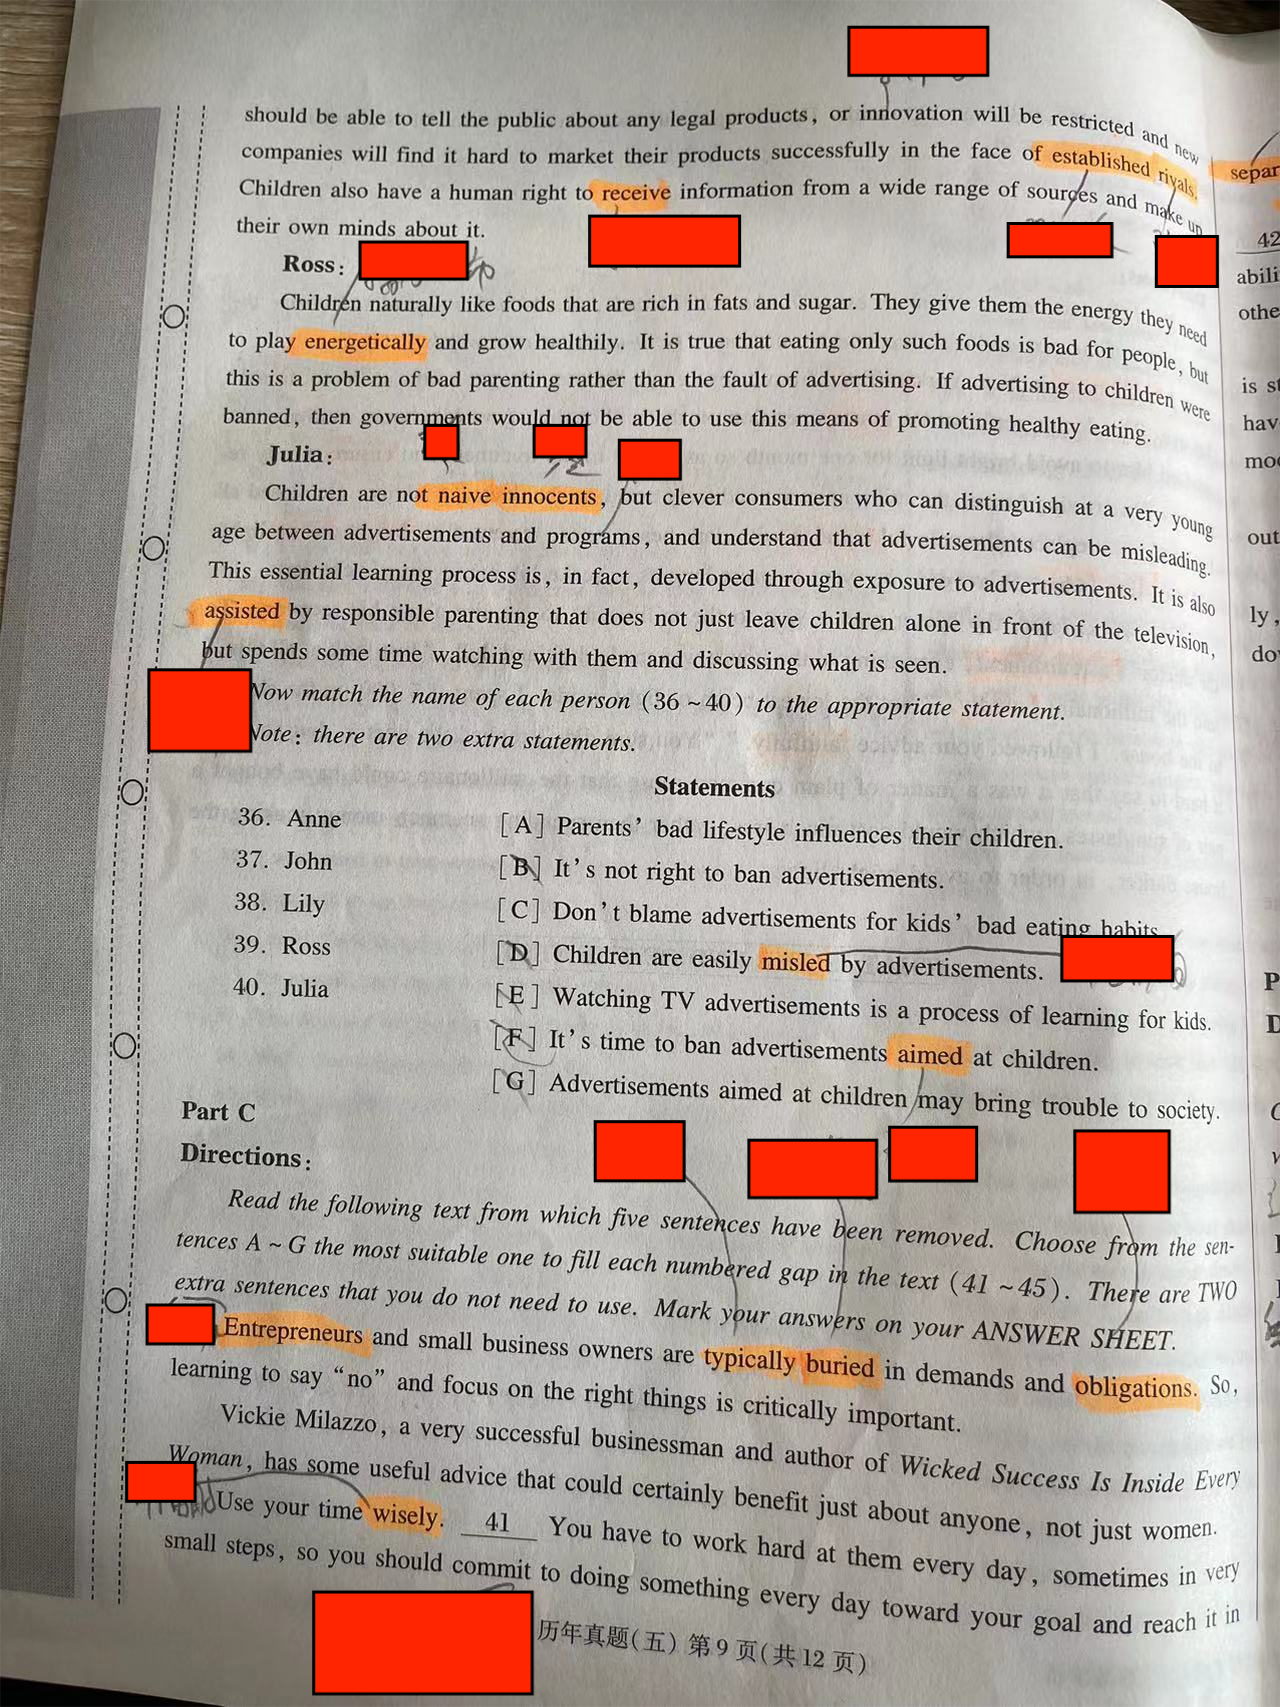 should be able to tell the public about any legal products, or innovation will be restricted and new
companies will find it hard to market their products successfully in the face of established rivals.
Children also have a human right to receive information from a wide range of sources and make up
their own minds about it.
Ross:
Children naturally like foods that are rich in fats and sugar. They give them the energy they need
to play energetically and grow healthily. It is true that eating only such foods is bad for people, but
this is a problem of bad parenting rather than the fault of advertising. If advertising to children were
banned, then governments would not be able to use this means of promoting healthy eating.
Julia:
Children are not naive innocents, but clever consumers who can distinguish at a very young
age between advertisements and programs, and understand that advertisements can be misleading.
This essential learning process is, in fact, developed through exposure to advertisements. It is also
assisted by responsible parenting that does not just leave children alone in front of the television,
but spends some time watching with them and discussing what is seen.
Now match the name of each person (36~40) to the appropriate statement.
Note: there are two extra statements.
Statements
36. Anne [A] Parents' bad lifestyle influences their children.
37. John [B] It's not right to ban advertisements.
38. Lily [C] Don't blame advertisements for kids' bad eating habits
39. Ross [D] Children are easily misled by advertisements.
40. Julia [E] Watching TV advertisements is a process of learning for kids.
[F] It's time to ban advertisements aimed at children.
[G] Advertisements aimed at children may bring trouble to society.
Part C
Directions:
Read the following text from which five sentences have been removed. Choose from the sen-
tences A~G the most suitable one to fill each numbered gap in the text (41~45). There are TWO
extra sentences that you do not need to use. Mark your answers on your ANSWER SHEET.
Entrepreneurs and small business owners are typically buried in demands and obligations. So,
learning to say "no" and focus on the right things is critically important.
Vickie Milazzo, a very successful businessman and author of Wicked Success Is Inside Every
Woman, has some useful advice that could certainly benefit just about anyone, not just women.
Use your time wisely. 41 You have to work hard at them every day, sometimes in very
small steps, so you should commit to doing something every day toward your goal and reach it in
历年真题(五) 第9页(共12页)
separ
42
abili
othe
is st
hav
mo
out
ly,
do
P
D